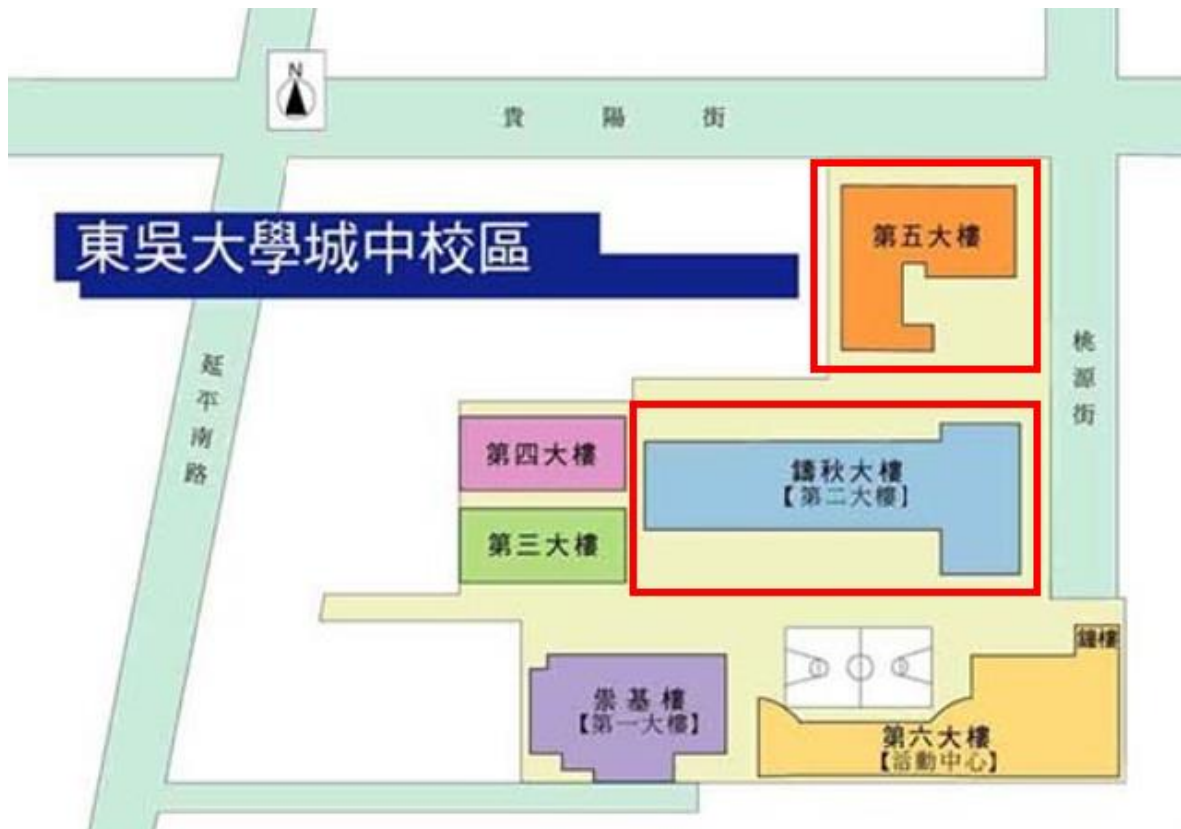 N
貴陽街
東吳大學城中校區
第五大樓
延平南路
桃源街
第四大樓
鑄秋大樓
【第二大樓】
第三大樓
鐘樓
崇基樓
【第一大樓】
第六大樓
【活動中心】